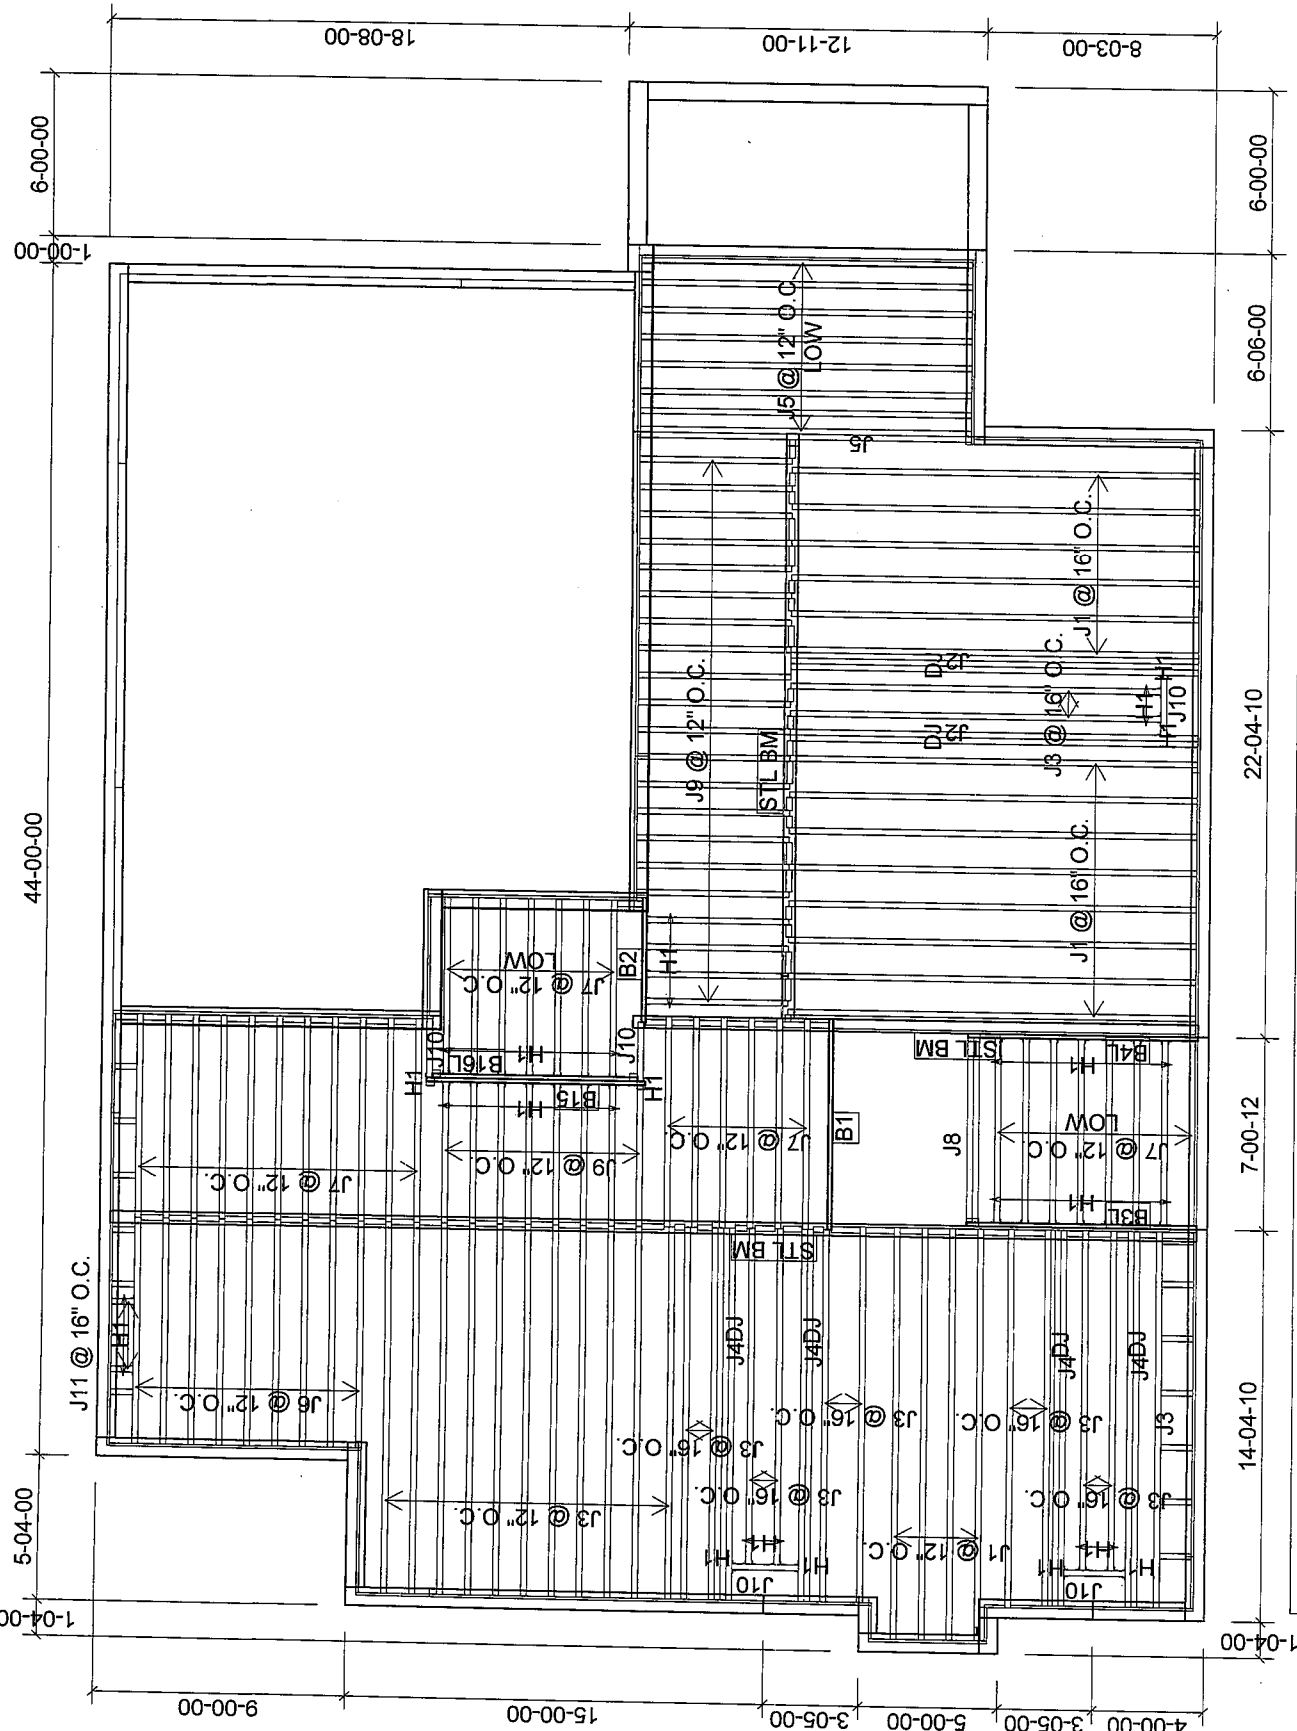 18-08-00
12-11-00
8-03-00
6-00-00
1-00-00
44-00-00
6-00-00
6-06-00
J5 @ 12" O.C
LOW
J5
J9 @ 12" O.C.
STL BM
J1 @ 16" O.C.
DJ
J2
J3 @ 16" O.C.
H1
H1
J10
H1
DJ
J2
J1 @ 16" O.C.
22-04-10
J7 @ 12" O.C
LOW
B2
H1
J10
H1
B16L
H1
J10
H1
B15
H1
J7 @ 12" O.C.
J9 @ 12" O.C.
J7 @ 12" O.C.
B1
STL BM
B4L
H1
J8
J7 @ 12" O.C.
LOW
H1
B3L
7-00-12
J11 @ 16" O.C.
H1
J6 @ 12" O.C.
STL BM
J4DJ
J4DJ
J4DJ
J4DJ
J3
J3 @ 16" O.C.
J3 @ 16" O.C.
J3 @ 16" O.C.
J3 @ 16" O.C.
J3 @ 16" O.C.
J3 @ 12" O.C.
J1 @ 12" O.C.
H1
H1
H1
J10
H1
H1
H1
J10
14-04-10
5-04-00
1-04-00
1-04-00
9-00-00
15-00-00
3-05-00
5-00-00
3-05-00
4-00-00